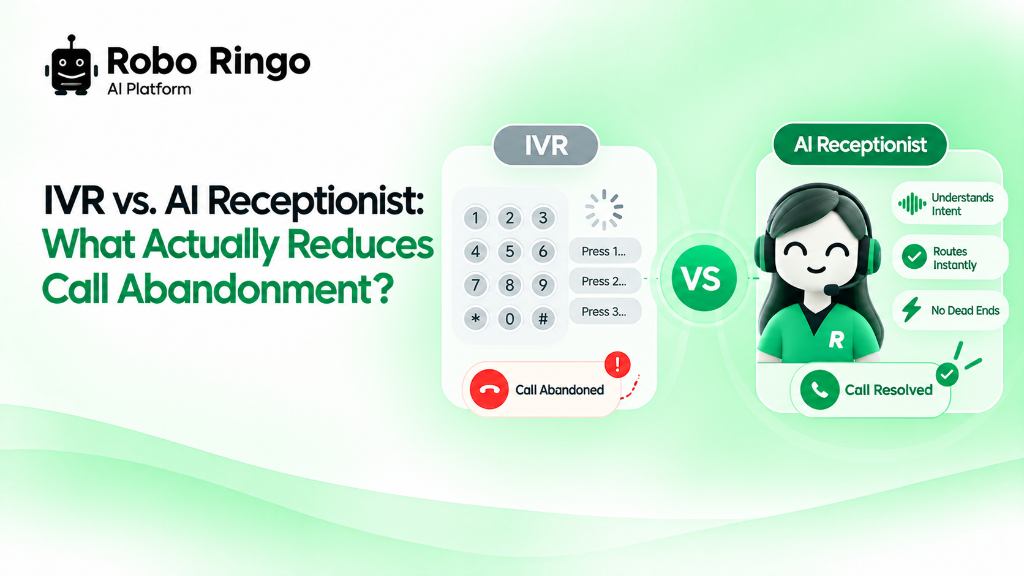 Robo Ringo
AI Platform
IVR vs. AI Receptionist:
What Actually Reduces
Call Abandonment?
IVR
1 2 3
4 5 6
7 8 9
* 0 #
Press 1...
Press 2...
Press 3...
!
Call Abandoned
VS
AI Receptionist
Understands
Intent
Routes
Instantly
No Dead Ends
R
Call Resolved